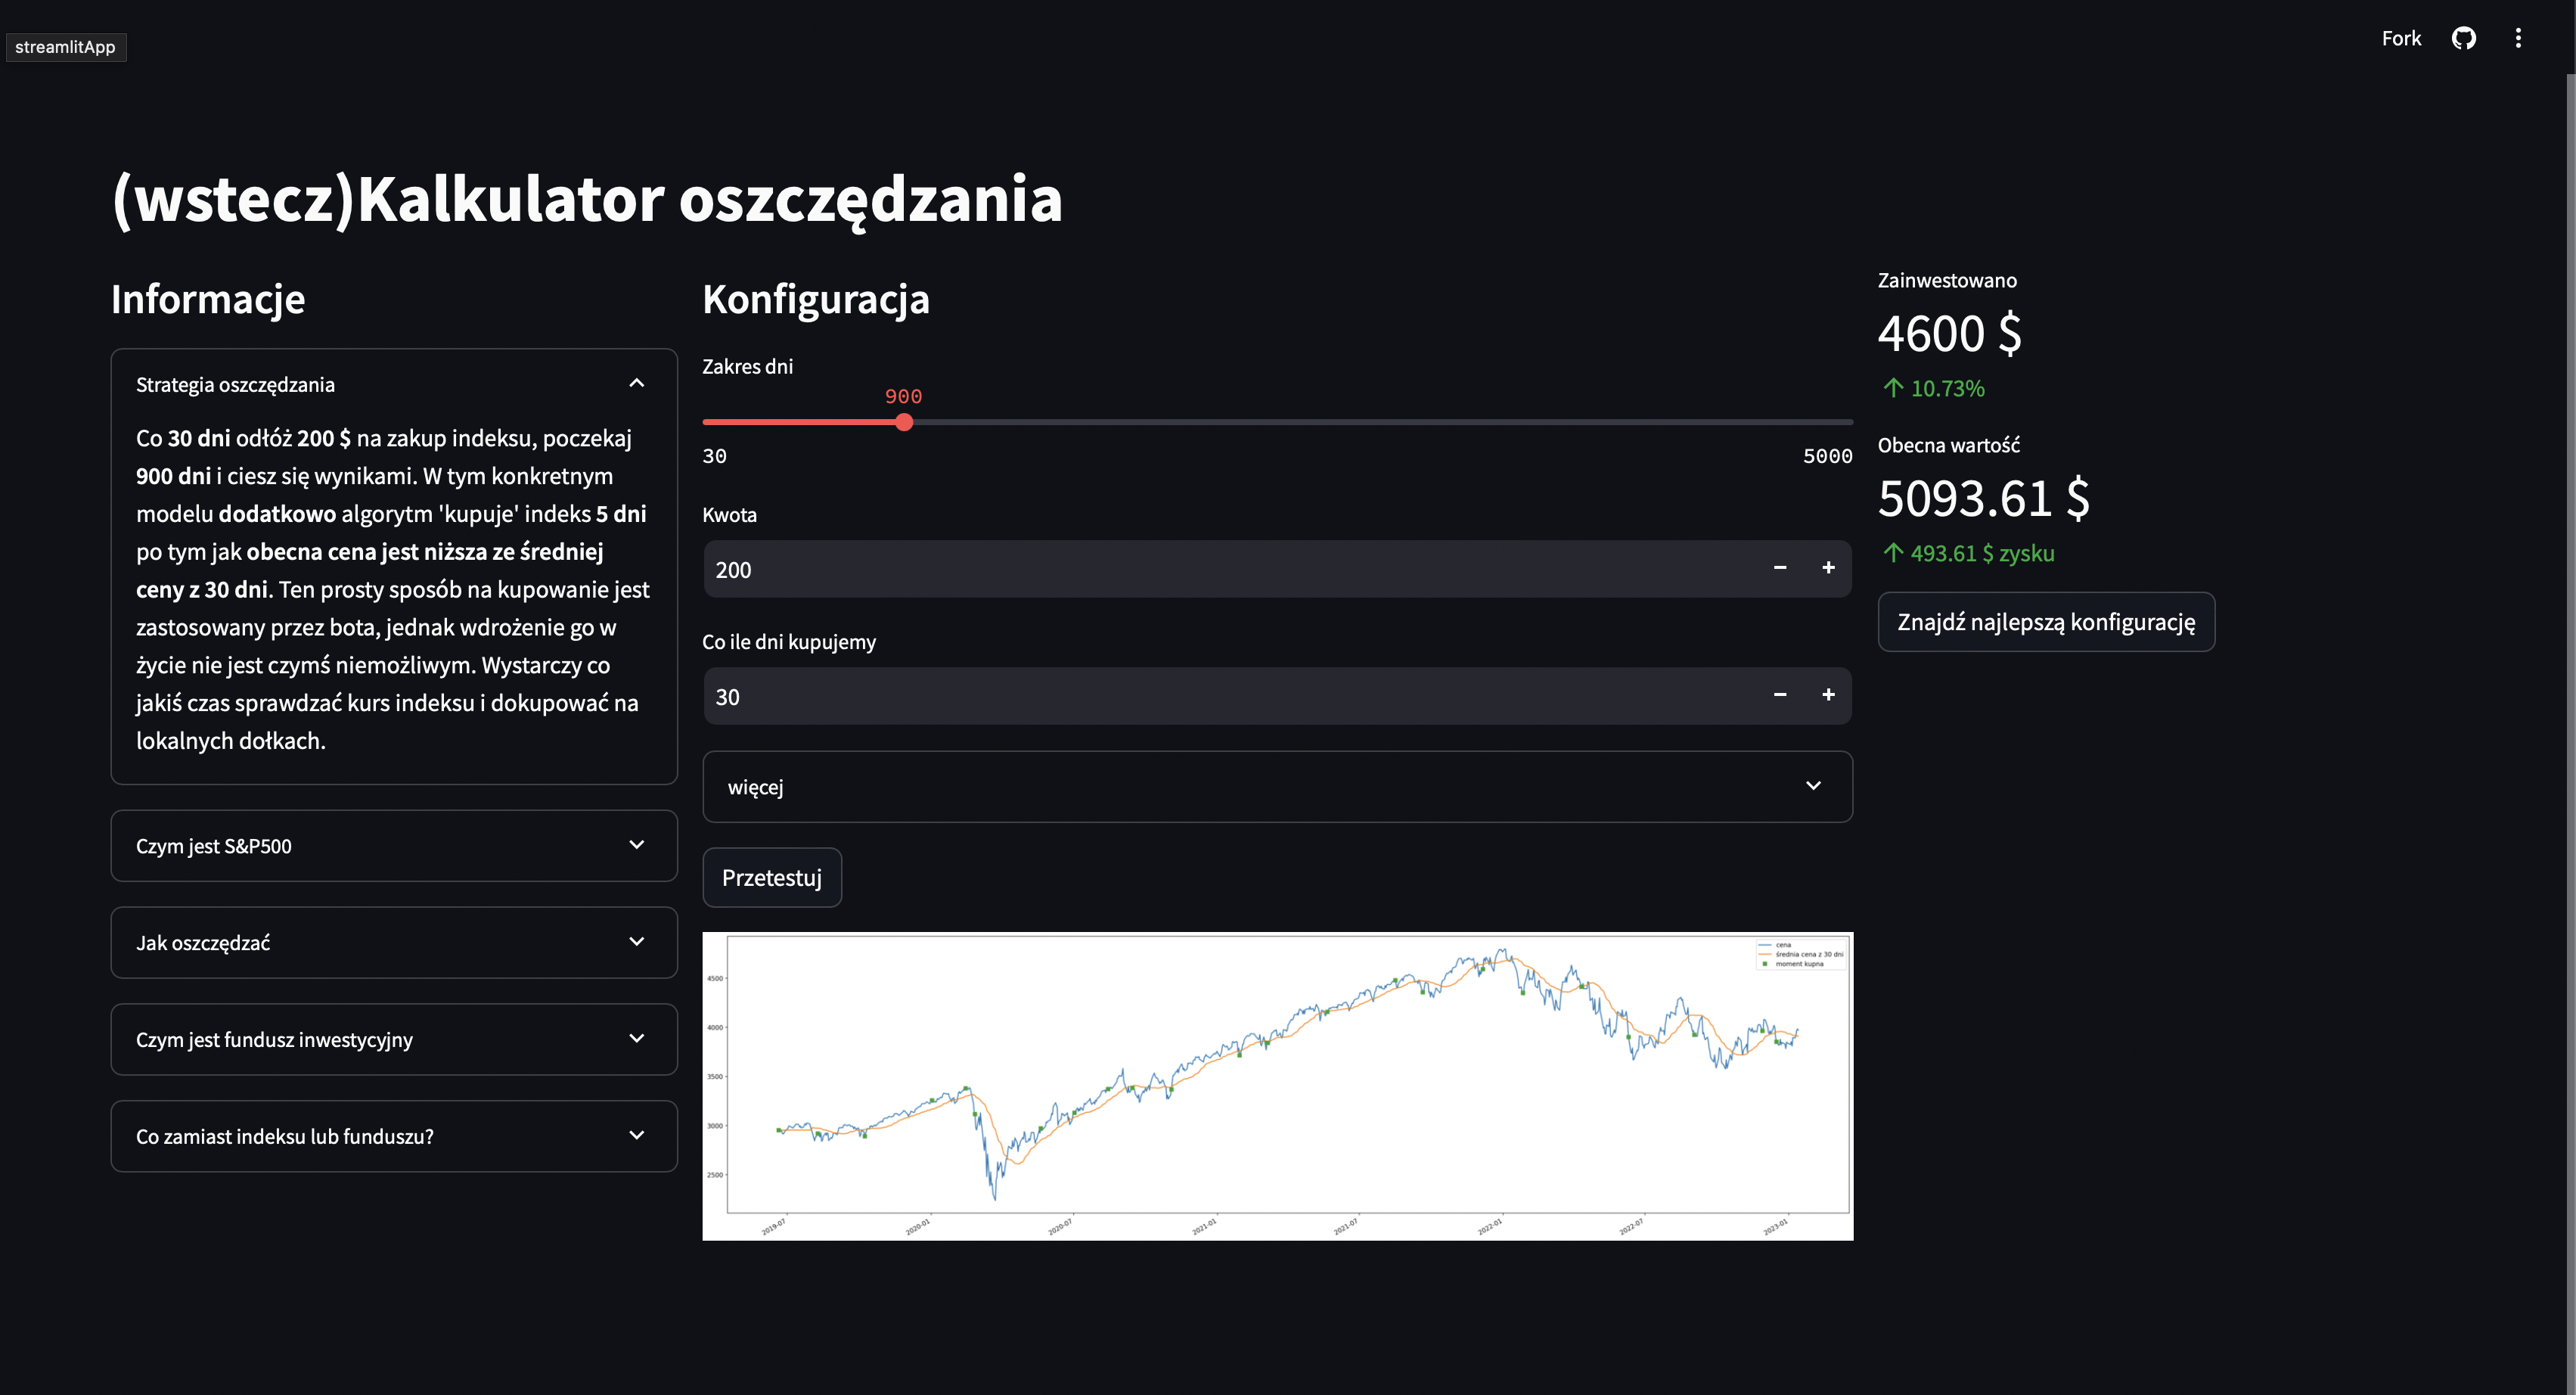 streamlitApp
Fork
(wstecz)Kalkulator oszczędzania
Informacje
Strategia oszczędzania
Co 30 dni odłóż 200 $ na zakup indeksu, poczekaj
900 dni i ciesz się wynikami. W tym konkretnym
modelu dodatkowo algorytm 'kupuje' indeks 5 dni
po tym jak obecna cena jest niższa ze średniej
ceny z 30 dni. Ten prosty sposób na kupowanie jest
zastosowany przez bota, jednak wdrożenie go w
życie nie jest czymś niemożliwym. Wystarczy co
jakiś czas sprawdzać kurs indeksu i dokupować na
lokalnych dołkach.
Czym jest S&P500
Jak oszczędzać
Czym jest fundusz inwestycyjny
Co zamiast indeksu lub funduszu?
Konfiguracja
Zakres dni
900
30 5000
Kwota
200
Co ile dni kupujemy
30
więcej
Przetestuj
cena
średnia cena z 30 dni
moment kupna
4500
4000
3500
3000
2500
2019-07 2020-01 2020-07 2021-01 2021-07 2022-01 2022-07 2023-01
Zainwestowano
4600 $
10.73%
Obecna wartość
5093.61 $
493.61 $ zysku
Znajdź najlepszą konfigurację